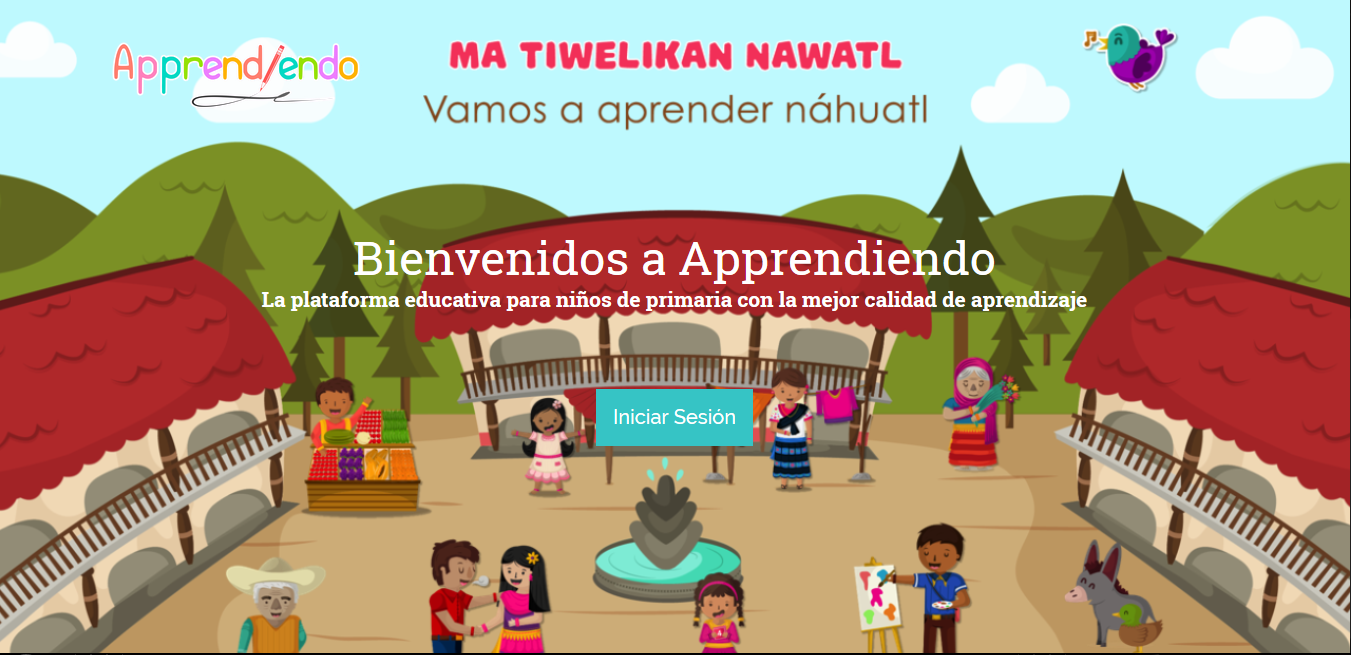 Apprendiendo
MA TIWELIKAN NAWATL
Vamos a aprender náhuatl
Bienvenidos a Apprendiendo
La plataforma educativa para niños de primaria con la mejor calidad de aprendizaje
Iniciar Sesión